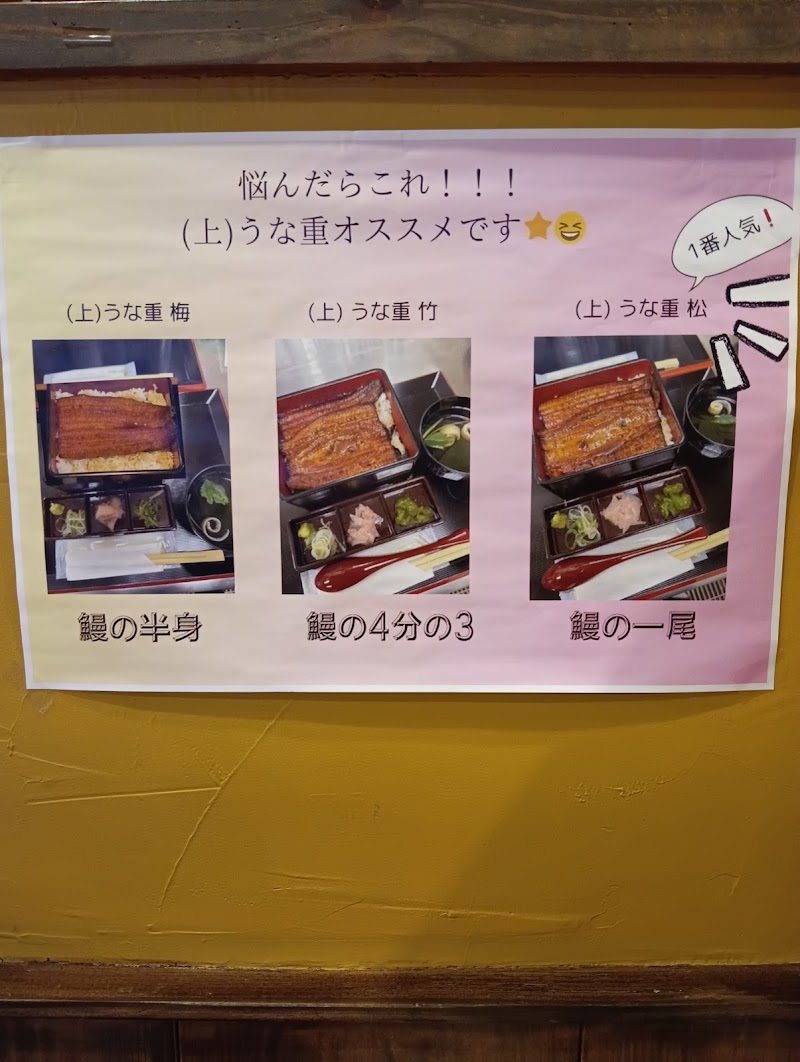 悩んだらこれ！！！
(上)うな重オススメです⭐😆
1番人気❗
(上)うな重 梅
(上) うな重 竹
(上) うな重 松
鰻の半身
鰻の4分の3
鰻の一尾